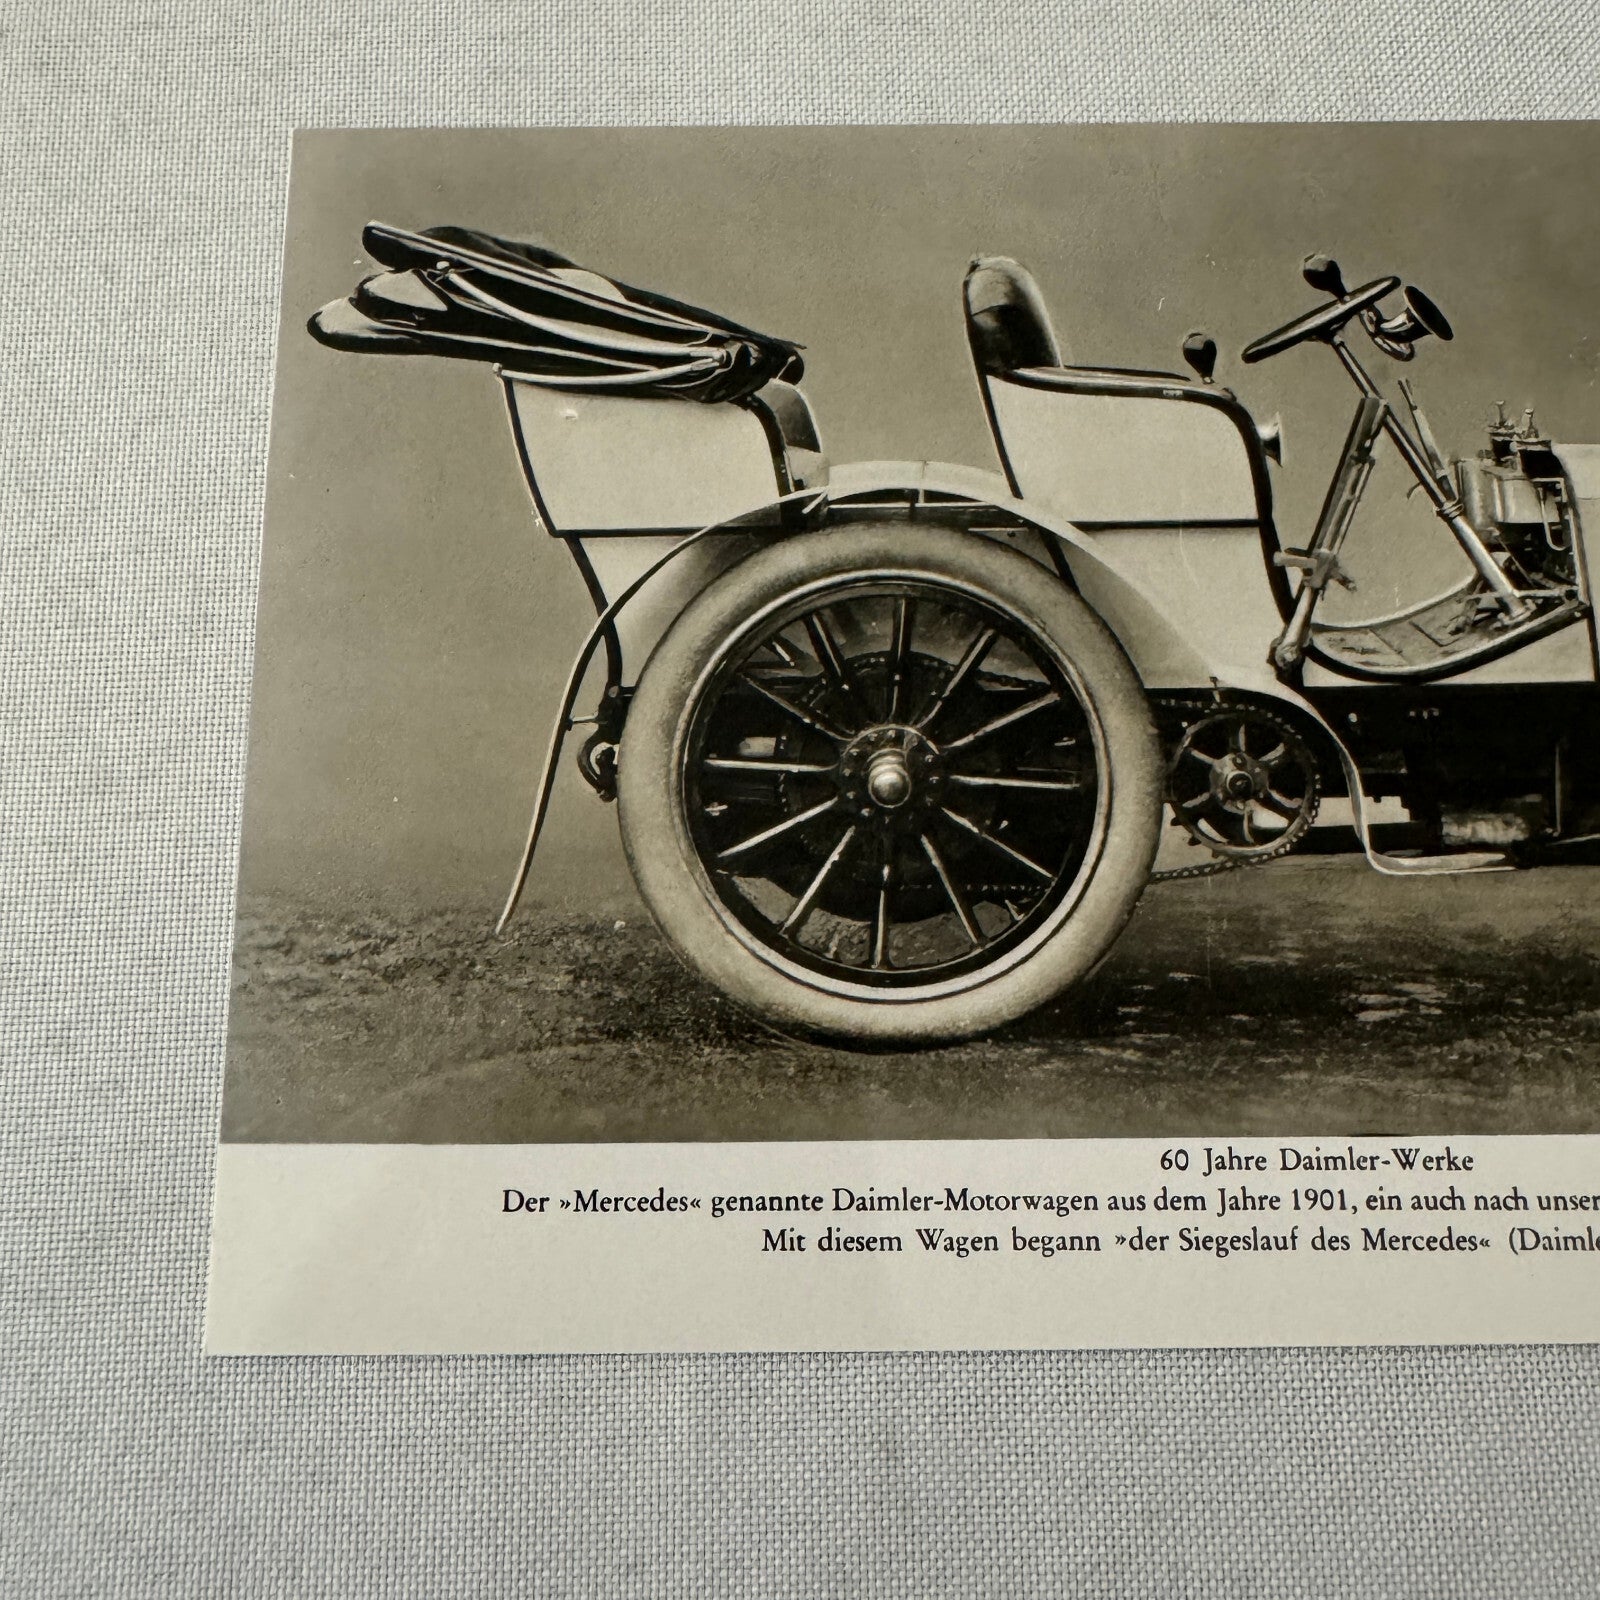 60 Jahre Daimler-Werke
Der »Mercedes« genannte Daimler-Motorwagen aus dem Jahre 1901, ein auch nach unser
Mit diesem Wagen begann »der Siegeslauf des Mercedes« (Daimle